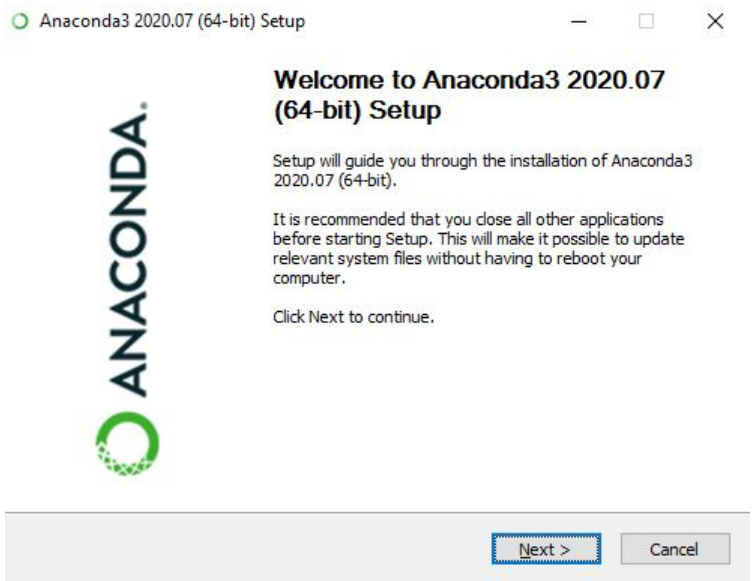 Anaconda3 2020.07 (64-bit) Setup
ANACONDA.
Welcome to Anaconda3 2020.07
(64-bit) Setup
Setup will guide you through the installation of Anaconda3
2020.07 (64-bit).
It is recommended that you close all other applications
before starting Setup. This will make it possible to update
relevant system files without having to reboot your
computer.
Click Next to continue.
Next >
Cancel